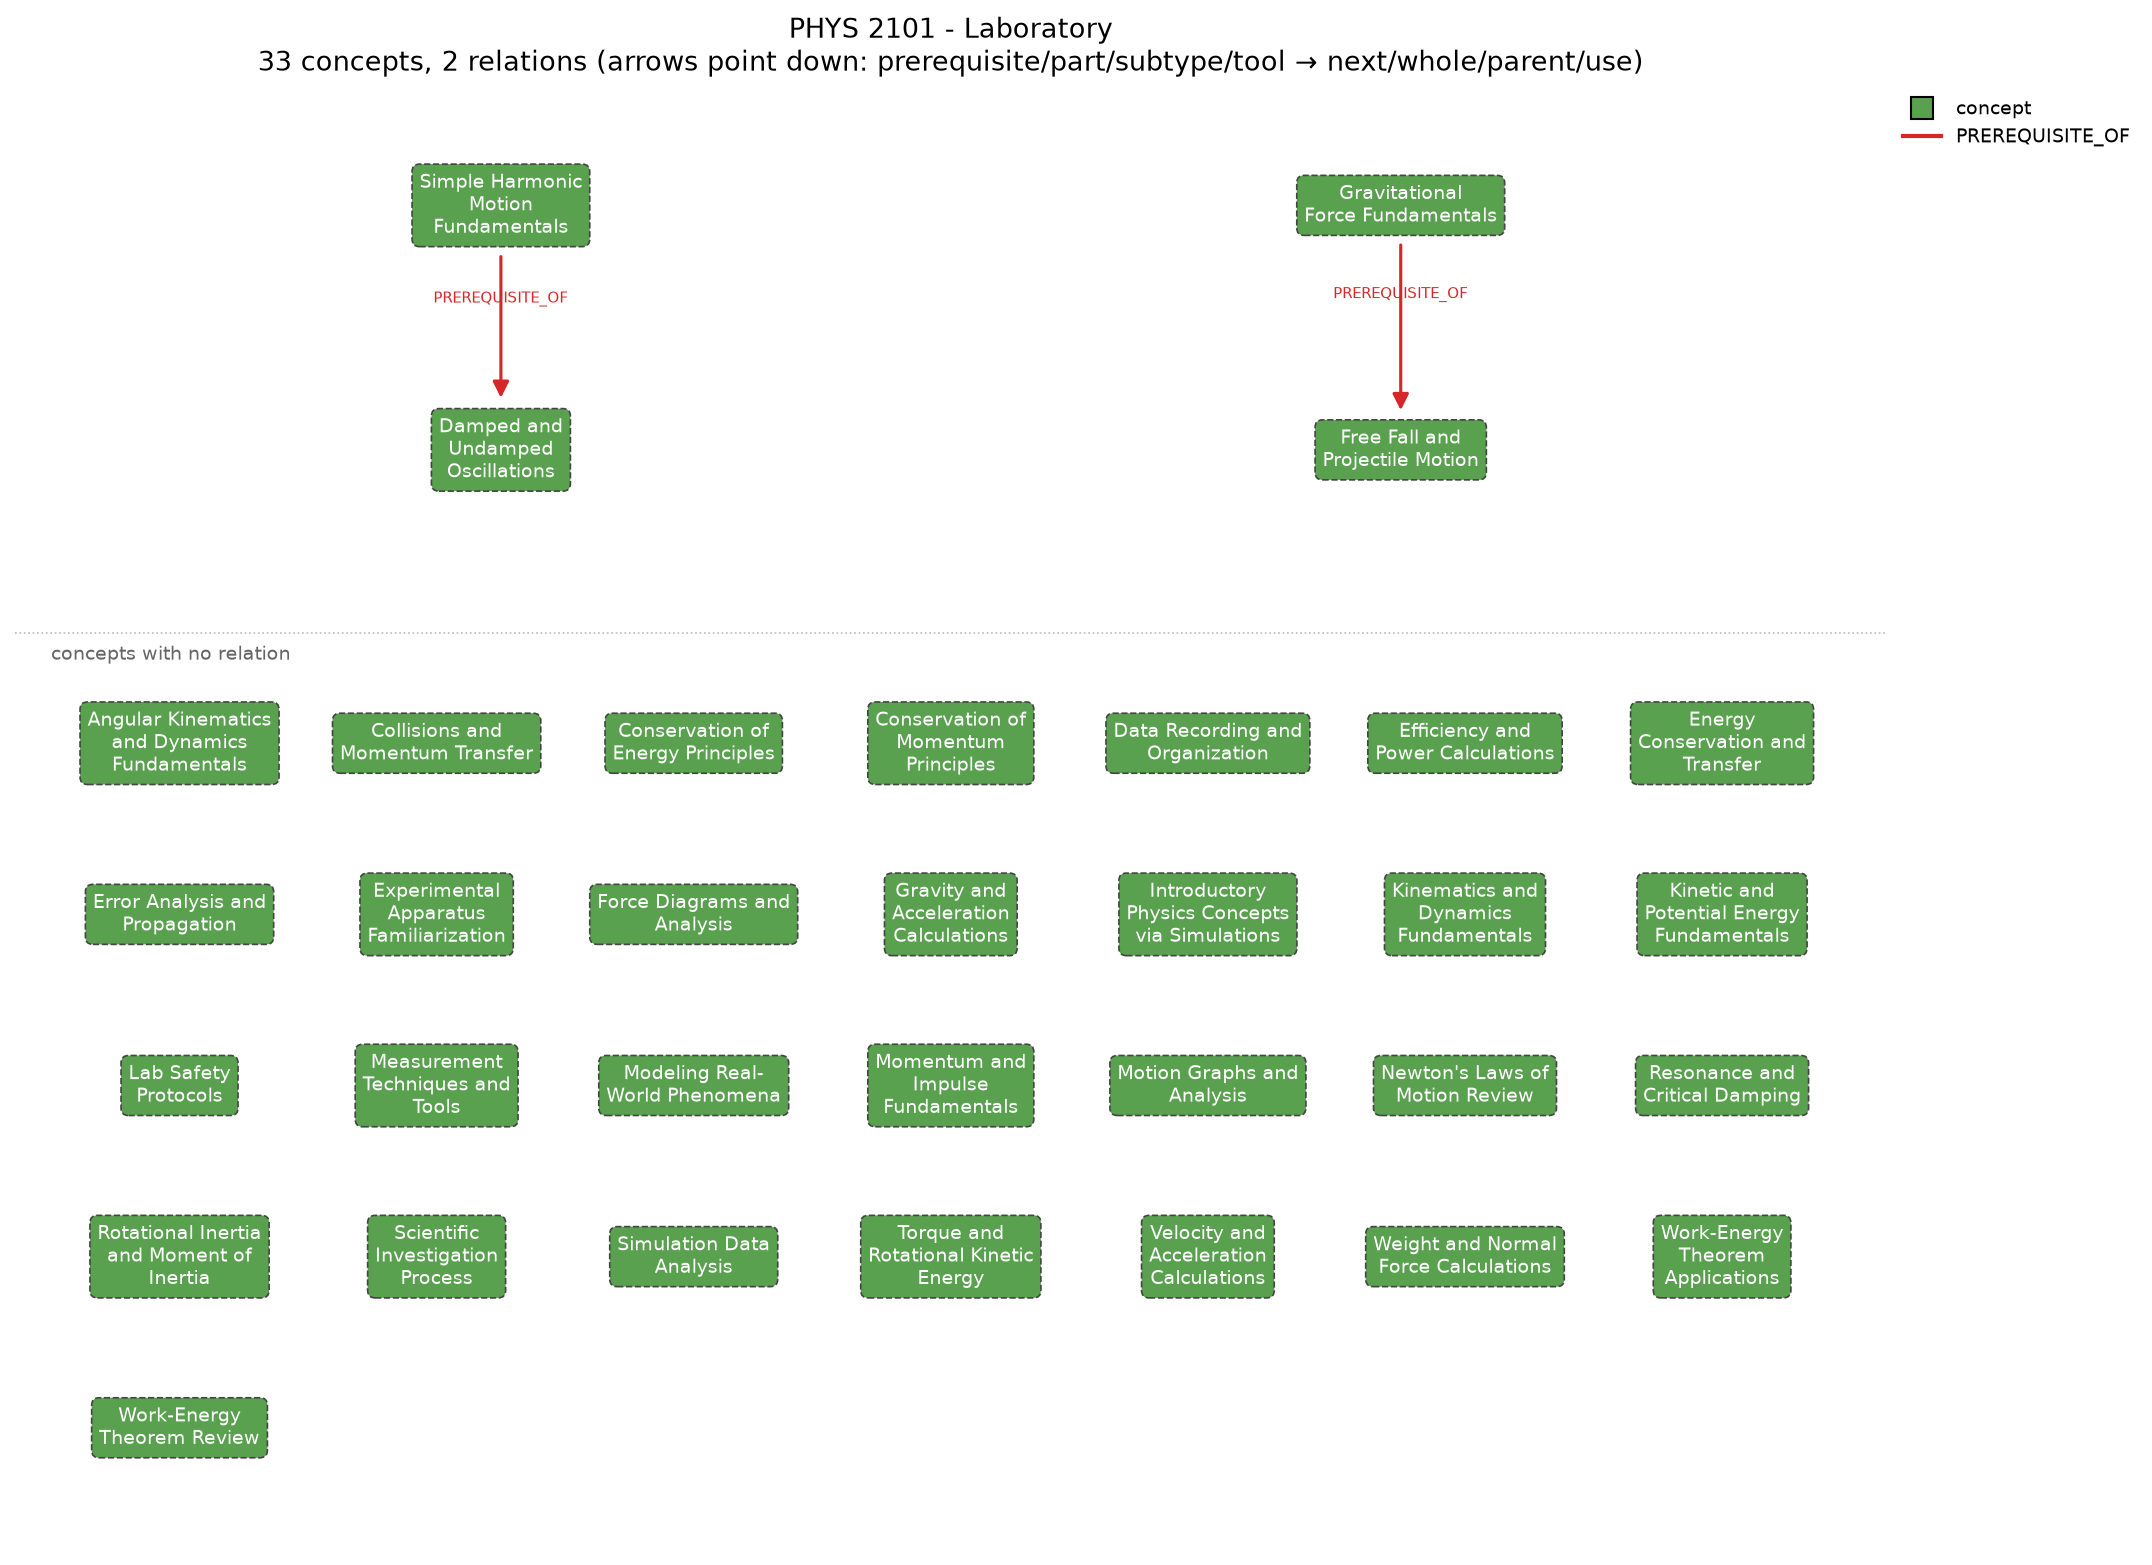 PHYS 2101 - Laboratory
33 concepts, 2 relations (arrows point down: prerequisite/part/subtype/tool → next/whole/parent/use)
concept
PREREQUISITE_OF
Simple Harmonic
Motion
Fundamentals
Gravitational
Force Fundamentals
PREREQUISITE_OF
PREREQUISITE_OF
Damped and
Undamped
Oscillations
Free Fall and
Projectile Motion
concepts with no relation
Angular Kinematics
and Dynamics
Fundamentals
Collisions and
Momentum Transfer
Conservation of
Energy Principles
Conservation of
Momentum
Principles
Data Recording and
Organization
Efficiency and
Power Calculations
Energy
Conservation and
Transfer
Error Analysis and
Propagation
Experimental
Apparatus
Familiarization
Force Diagrams and
Analysis
Gravity and
Acceleration
Calculations
Introductory
Physics Concepts
via Simulations
Kinematics and
Dynamics
Fundamentals
Kinetic and
Potential Energy
Fundamentals
Lab Safety
Protocols
Measurement
Techniques and
Tools
Modeling Real-
World Phenomena
Momentum and
Impulse
Fundamentals
Motion Graphs and
Analysis
Newton's Laws of
Motion Review
Resonance and
Critical Damping
Rotational Inertia
and Moment of
Inertia
Scientific
Investigation
Process
Simulation Data
Analysis
Torque and
Rotational Kinetic
Energy
Velocity and
Acceleration
Calculations
Weight and Normal
Force Calculations
Work-Energy
Theorem
Applications
Work-Energy
Theorem Review